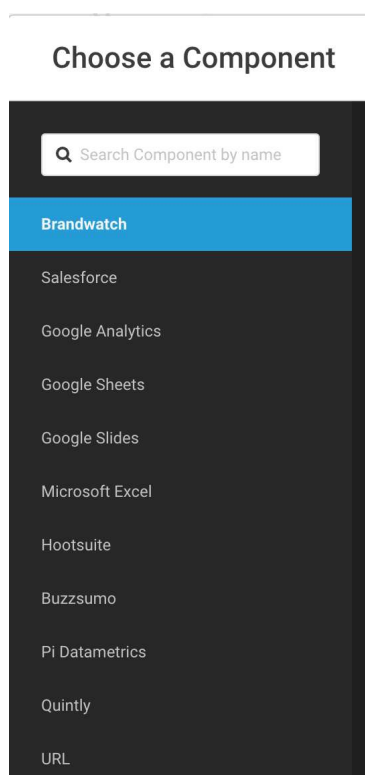 Choose a Component
Search Component by name
Brandwatch
Salesforce
Google Analytics
Google Sheets
Google Slides
Microsoft Excel
Hootsuite
Buzzsumo
Pi Datametrics
Quintly
URL